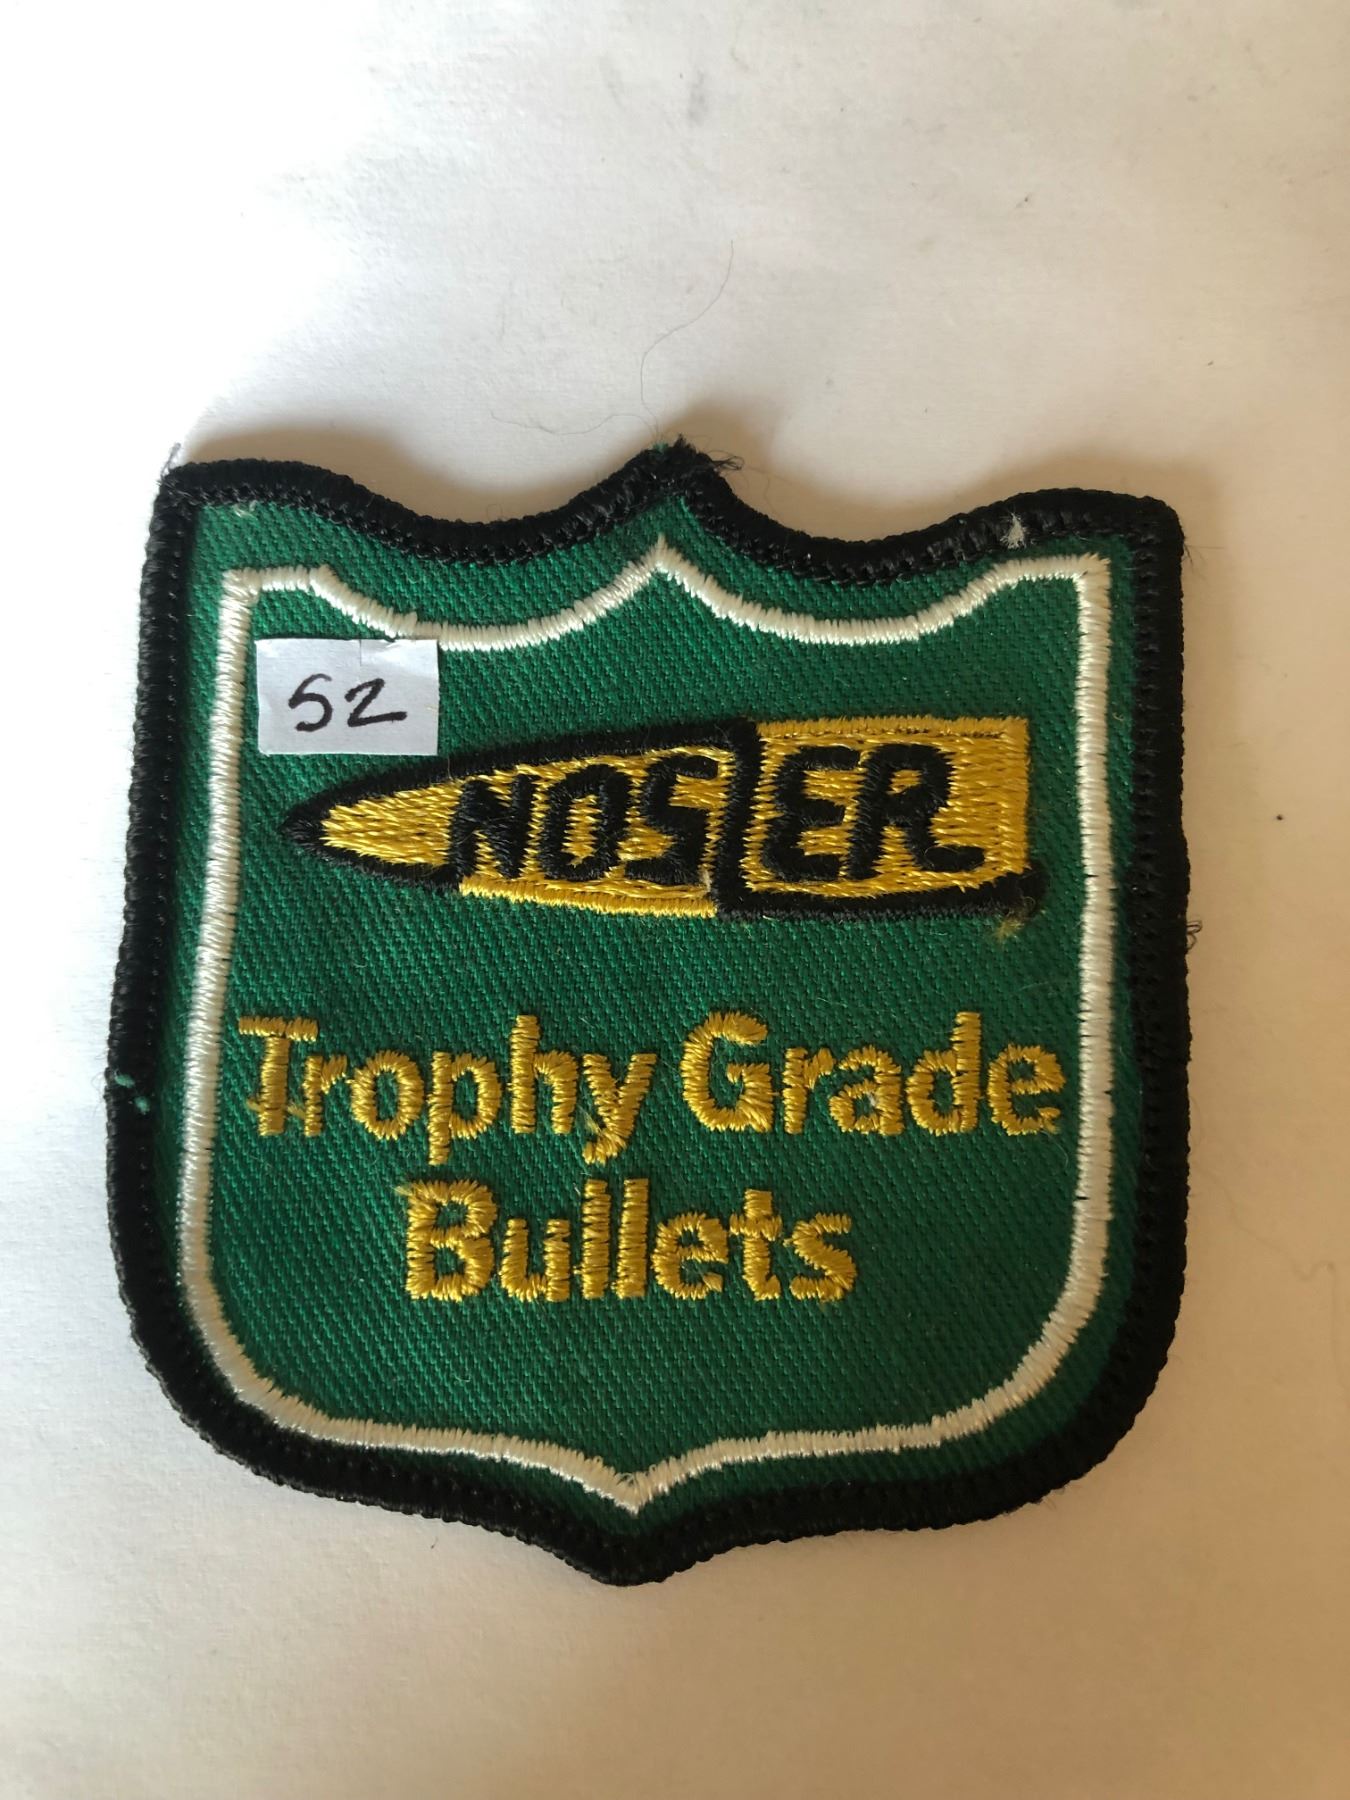 52
NOSLER
Trophy Grade
Bullets